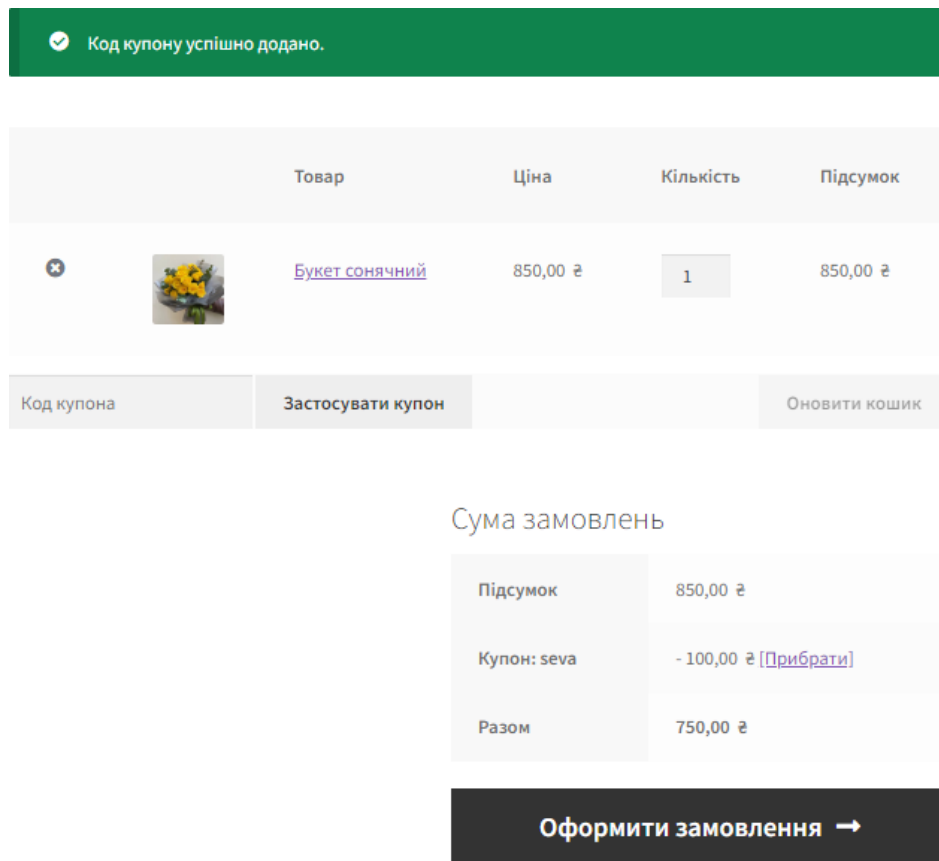 Код купону успішно додано.
Товар Ціна Кількість Підсумок
Букет сонячний 850,00 ₴ 1 850,00 ₴
Код купона Застосувати купон Оновити кошик
Сума замовлень
Підсумок 850,00 ₴
Купон: seva - 100,00 ₴ [Прибрати]
Разом 750,00 ₴
Оформити замовлення →